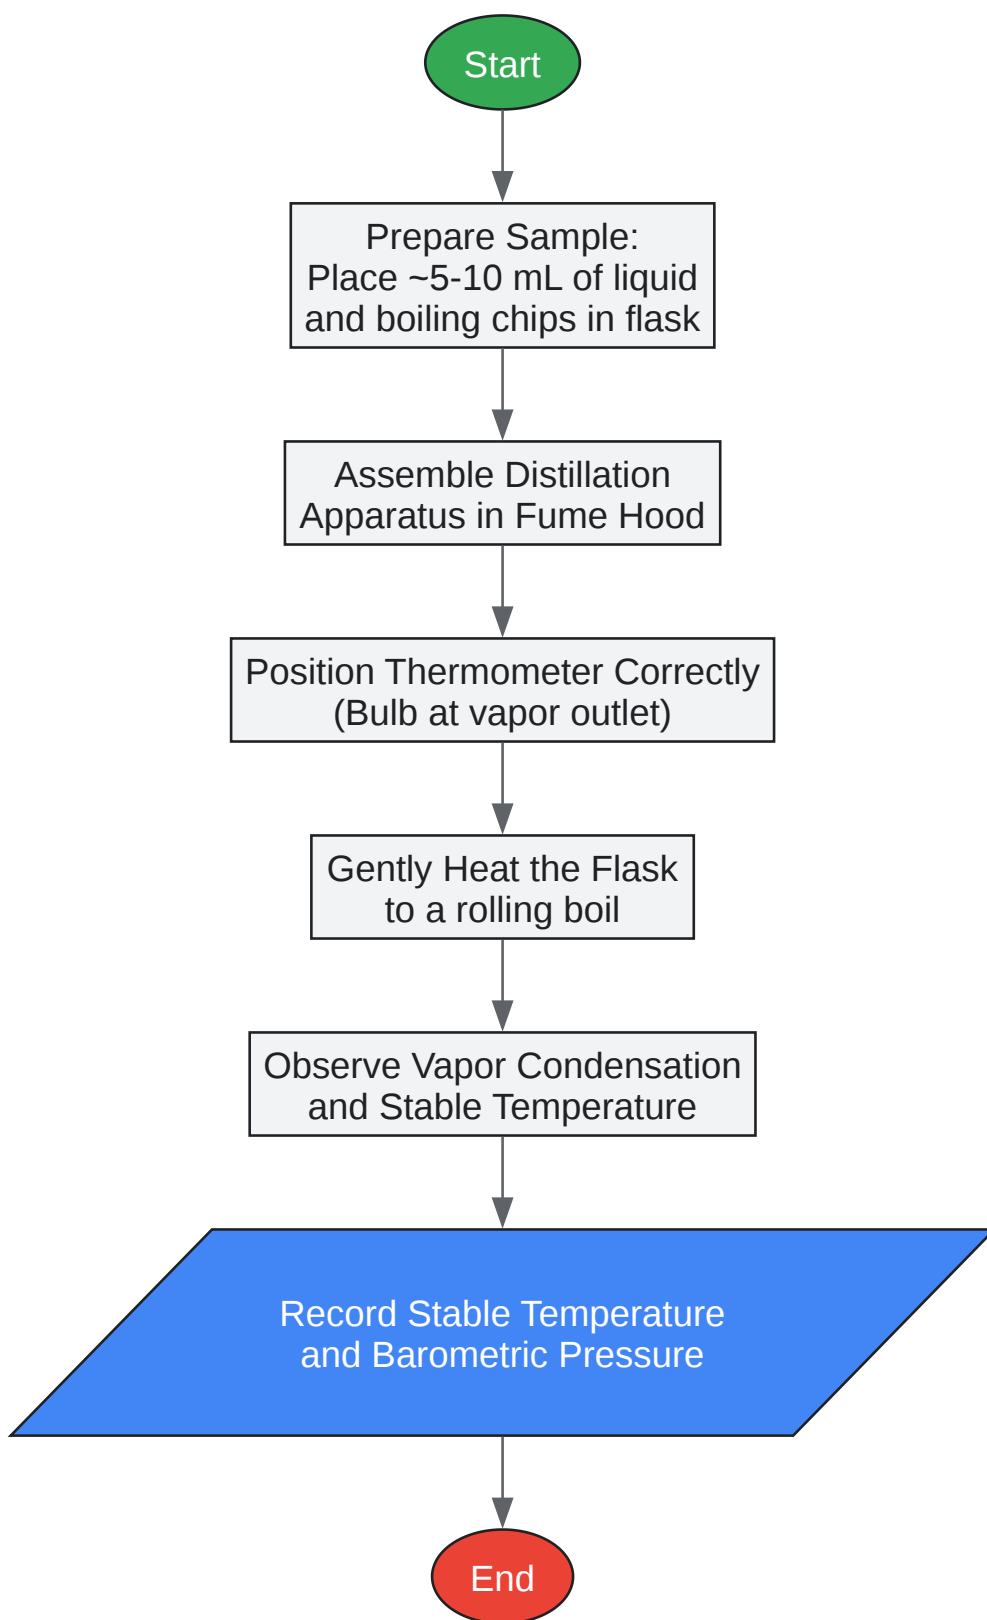 Start
Prepare Sample:
Place ~5-10 mL of liquid
and boiling chips in flask
Assemble Distillation
Apparatus in Fume Hood
Position Thermometer Correctly
(Bulb at vapor outlet)
Gently Heat the Flask
to a rolling boil
Observe Vapor Condensation
and Stable Temperature
Record Stable Temperature
and Barometric Pressure
End